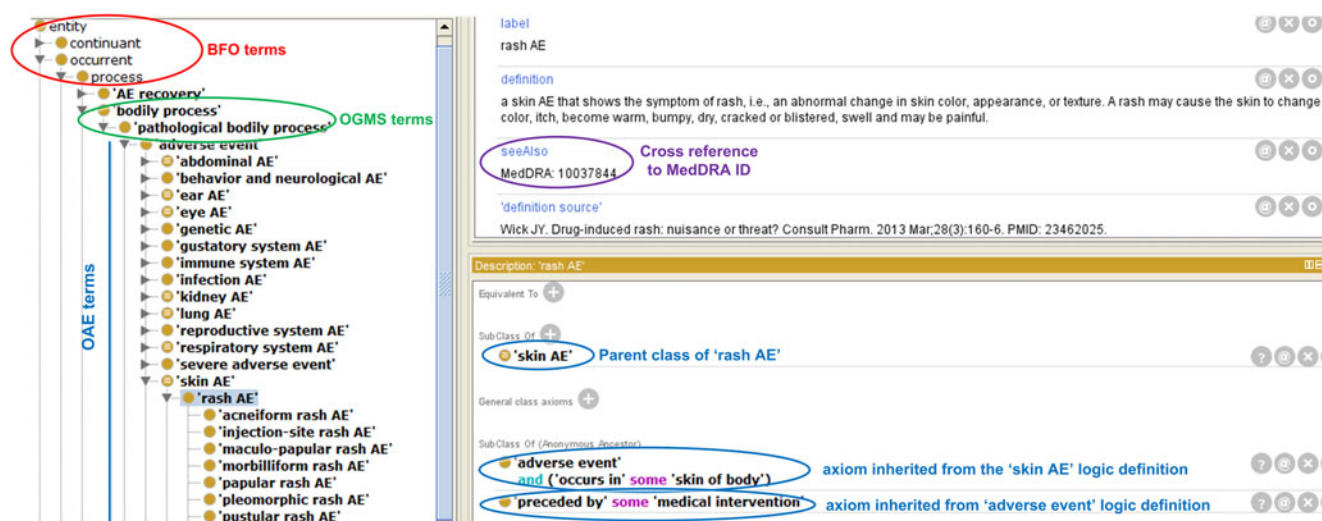 entity
continuant
occurrent
process
BFO terms
'AE recovery'
'bodily process'
'pathological bodily process'
OGMS terms
adverse event'
'abdominal AE'
'behavior and neurological AE'
'ear AE'
'eye AE'
'genetic AE'
'gustatory system AE'
'immune system AE'
'infection AE'
'kidney AE'
'lung AE'
'reproductive system AE'
'respiratory system AE'
'severe adverse event'
'skin AE'
'rash AE'
'acneiform rash AE'
'injection-site rash AE'
'maculo-papular rash AE'
'morbilliform rash AE'
'papular rash AE'
'pleomorphic rash AE'
'pustular rash AE'
OAE terms
label
rash AE
definition
a skin AE that shows the symptom of rash, i.e., an abnormal change in skin color, appearance, or texture. A rash may cause the skin to change
color, itch, become warm, bumpy, dry, cracked or blistered, swell and may be painful.
seeAlso
MedDRA: 10037844
Cross reference
to MedDRA ID
'definition source'
Wick JY. Drug-induced rash: nuisance or threat? Consult Pharm. 2013 Mar;28(3):160-6. PMID: 23462025.
Description: 'rash AE'
Equivalent To
SubClass Of
'skin AE'
Parent class of 'rash AE'
General class axioms
SubClass Of (Anonymous Ancestor)
'adverse event'
and ('occurs in' some 'skin of body')
axiom inherited from the 'skin AE' logic definition
'preceded by' some 'medical intervention'
axiom inherited from 'adverse event' logic definition